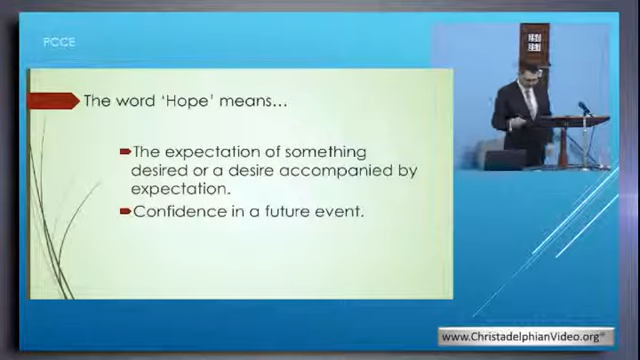 PCCE
The word ‘Hope’ means…
The expectation of something
desired or a desire accompanied by
expectation.
Confidence in a future event.
www.ChristadelphianVideo.org